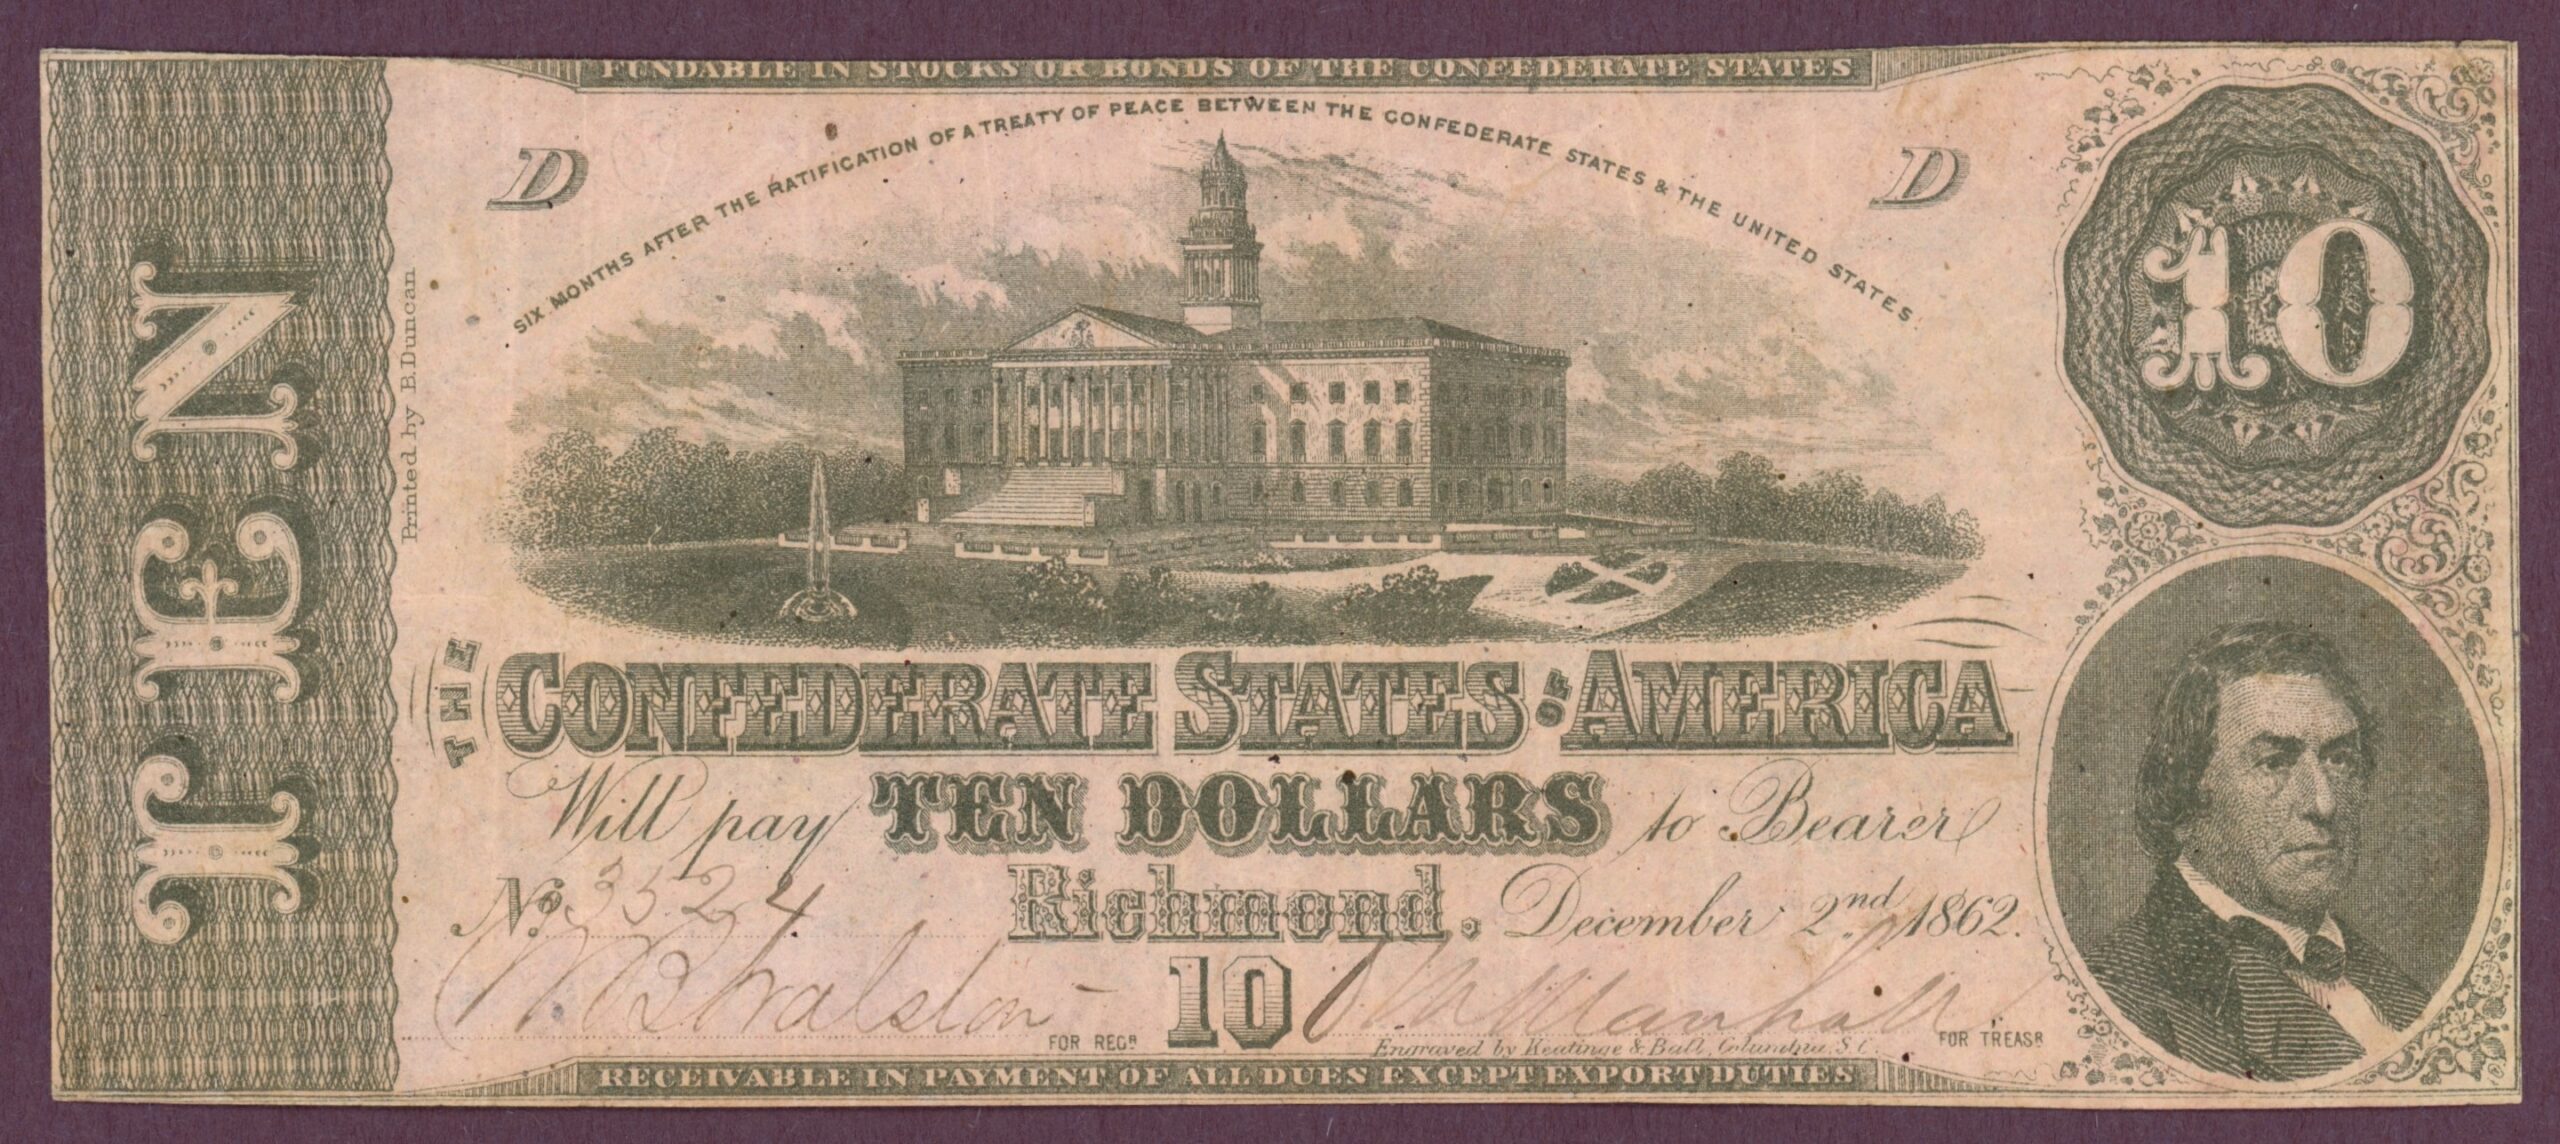 FUNDABLE IN STOCKS OR BONDS OF THE CONFEDERATE STATES
SIX MONTHS AFTER THE RATIFICATION OF A TREATY OF PEACE BETWEEN THE CONFEDERATE STATES & THE UNITED STATES.
D
D
10
TEN
Printed by B. Duncan
THE CONFEDERATE STATES OF AMERICA
Will pay TEN DOLLARS to Bearer
No. 3524 Richmond, December 2nd 1862.
10
FOR REGR
FOR TREASR
Engraved by Keatinge & Ball, Columbia, S.C.
RECEIVABLE IN PAYMENT OF ALL DUES EXCEPT EXPORT DUTIES